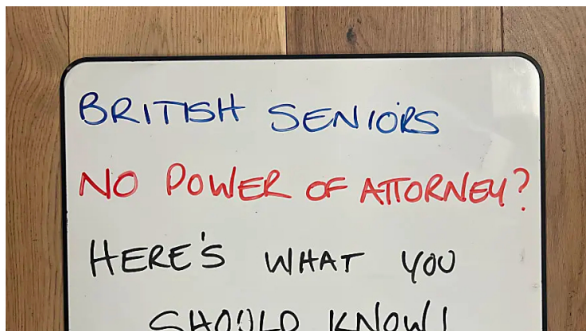 BRITISH SENIORS
NO POWER OF ATTORNEY?
HERE'S WHAT YOU
SHOULD KNOW!